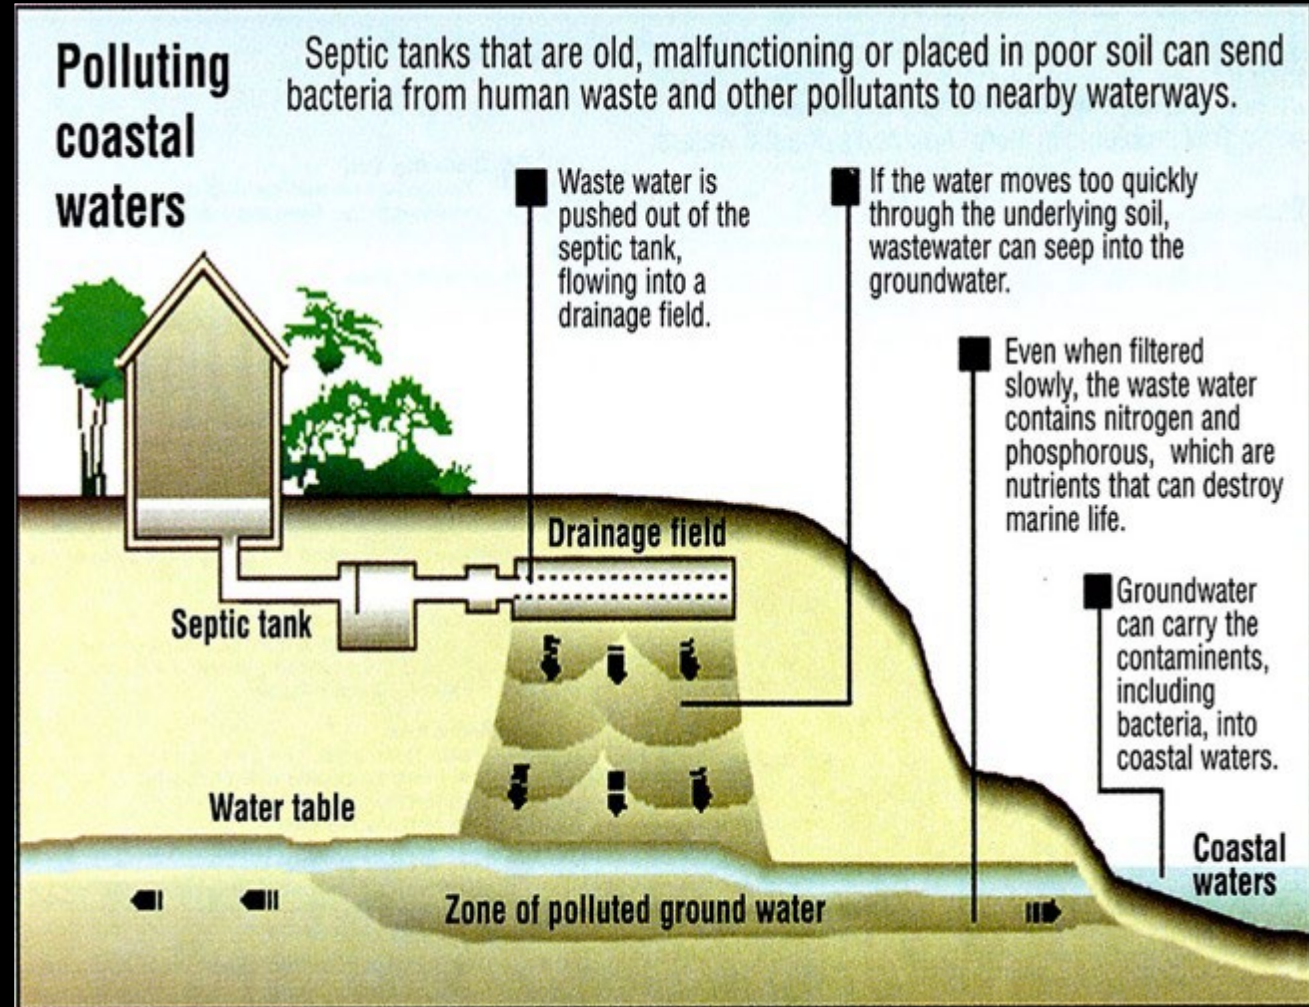 Polluting
coastal
waters
Septic tanks that are old, malfunctioning or placed in poor soil can send
bacteria from human waste and other pollutants to nearby waterways.
Waste water is
pushed out of the
septic tank,
flowing into a
drainage field.
If the water moves too quickly
through the underlying soil,
wastewater can seep into the
groundwater.
Even when filtered
slowly, the waste water
contains nitrogen and
phosphorous, which are
nutrients that can destroy
marine life.
Drainage field
Septic tank
Groundwater
can carry the
contaminents,
including
bacteria, into
coastal waters.
Water table
Coastal
waters
Zone of polluted ground water